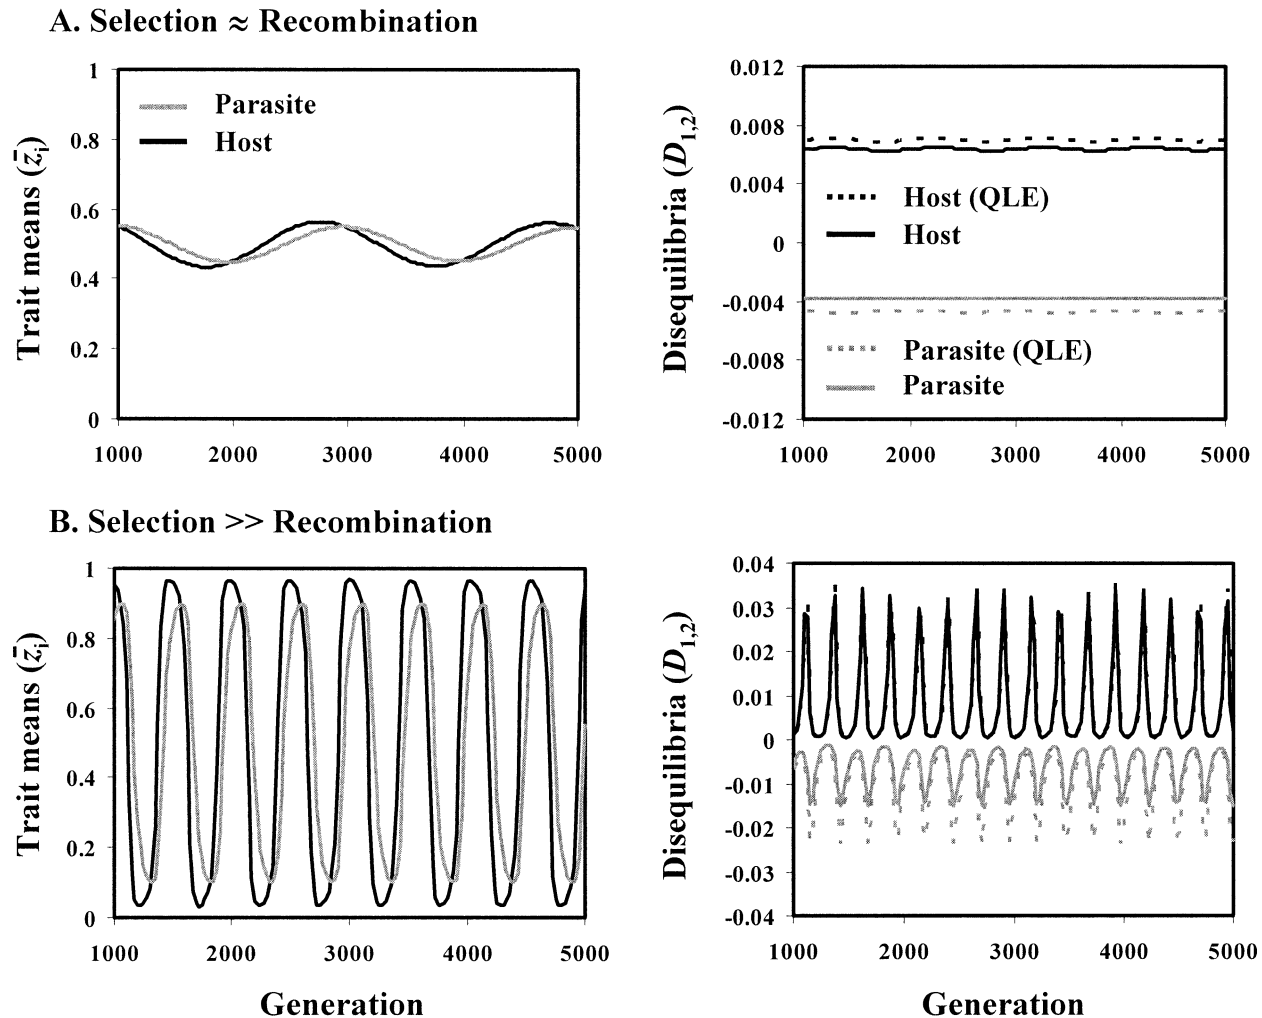 A. Selection ≈ Recombination
Trait means (z̄i)
1
0.8
0.6
0.4
0.2
0
Parasite
Host
1000 2000 3000 4000 5000
Disequilibria (D1,2)
0.012
0.008
0.004
0
-0.004
-0.008
-0.012
Host (QLE)
Host
Parasite (QLE)
Parasite
1000 2000 3000 4000 5000
B. Selection >> Recombination
Trait means (z̄i)
1
0.8
0.6
0.4
0.2
0
1000 2000 3000 4000 5000
Generation
Disequilibria (D1,2)
0.04
0.03
0.02
0.01
0
-0.01
-0.02
-0.03
-0.04
1000 2000 3000 4000 5000
Generation